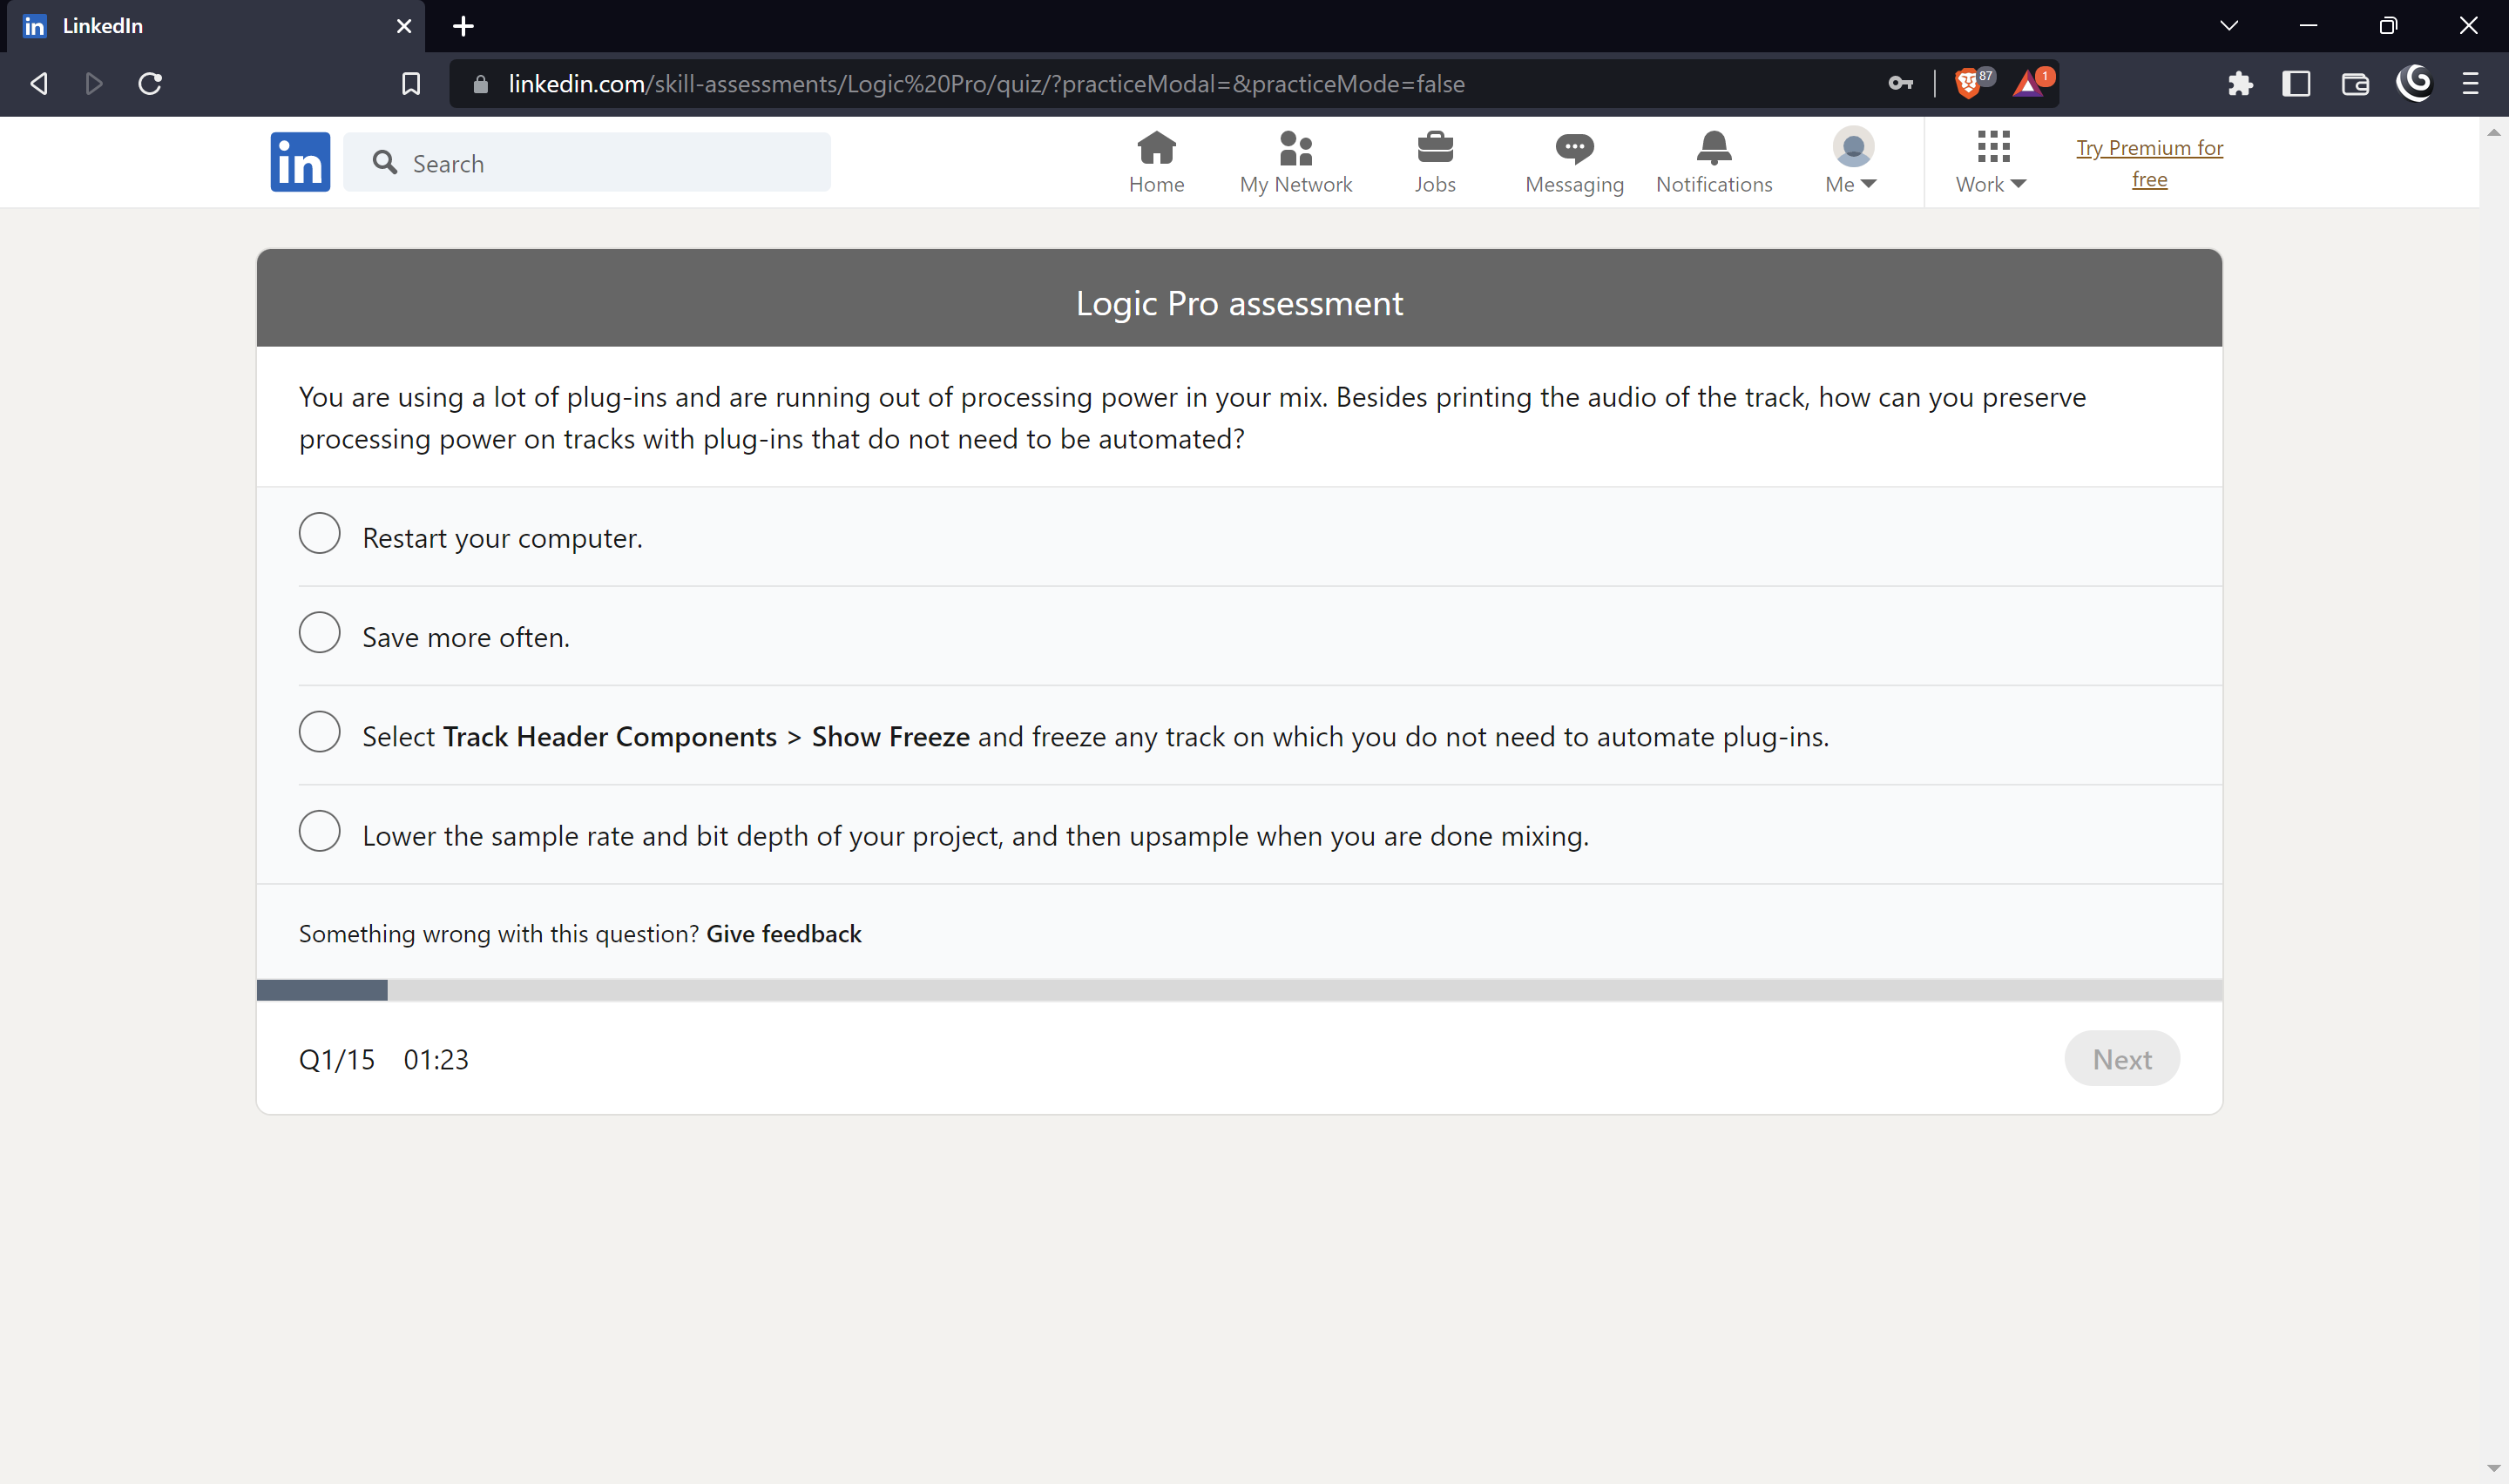 LinkedIn
linkedin.com/skill-assessments/Logic%20Pro/quiz/?practiceModal=&practiceMode=false
87
1
in
Search
Home
My Network
Jobs
Messaging
Notifications
Me
Work
Try Premium for
free
Logic Pro assessment
You are using a lot of plug-ins and are running out of processing power in your mix. Besides printing the audio of the track, how can you preserve
processing power on tracks with plug-ins that do not need to be automated?
Restart your computer.
Save more often.
Select Track Header Components > Show Freeze and freeze any track on which you do not need to automate plug-ins.
Lower the sample rate and bit depth of your project, and then upsample when you are done mixing.
Something wrong with this question? Give feedback
Q1/15 01:23
Next